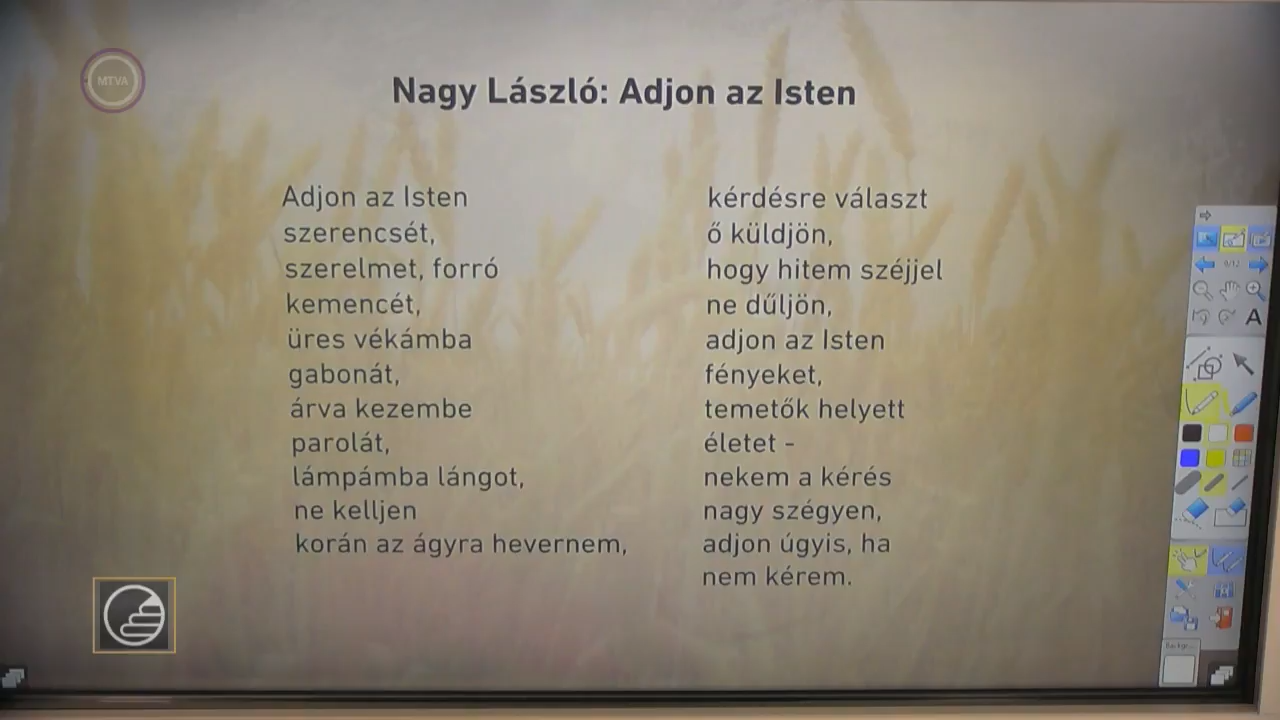 MTVA
Nagy László: Adjon az Isten
Adjon az Isten
szerencsét,
szerelmet, forró
kemencét,
üres vékámba
gabonát,
árva kezembe
parolát,
lámpámba lángot,
ne kelljen
korán az ágyra hevernem,
kérdésre választ
ő küldjön,
hogy hitem széjjel
ne dűljön,
adjon az Isten
fényeket,
temetők helyett
életet -
nekem a kérés
nagy szégyen,
adjon úgyis, ha
nem kérem.
A